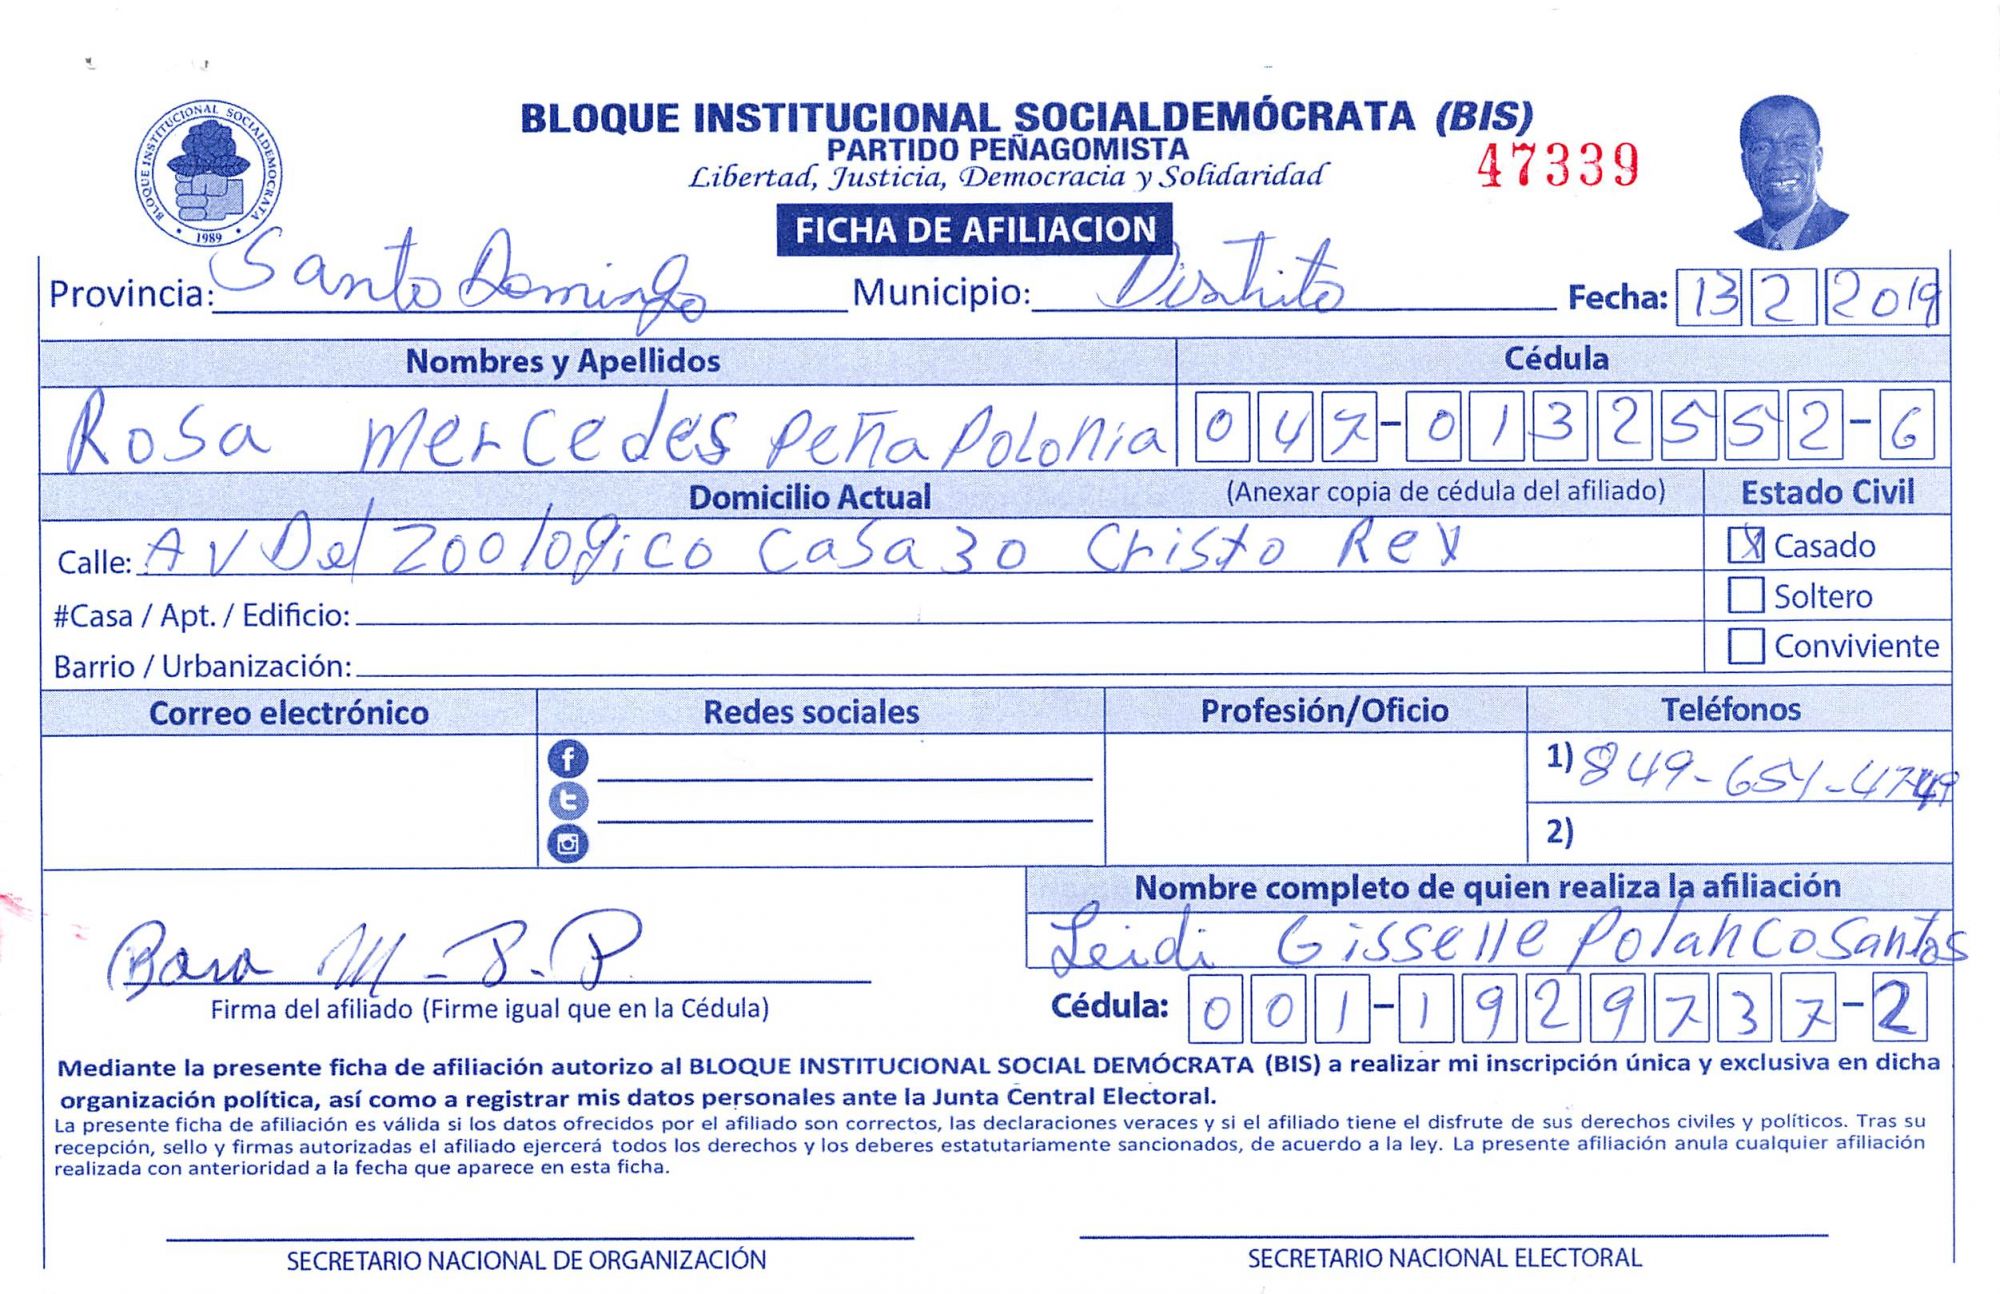 BLOQUE INSTITUCIONAL SOCIALDEMÓCRATA (BIS)
PARTIDO PEÑAGOMISTA
47339
Libertad, Justicia, Democracia y Solidaridad
BLOQUE INSTITUCIONAL SOCIALDEMOCRATA
1989
FICHA DE AFILIACION
Provincia: Santo Domingo Municipio: Distrito Fecha: 13 2 2019
Nombres y Apellidos Cédula
Rosa Mercedes Peña Polonia 047-0132552-6
Domicilio Actual (Anexar copia de cédula del afiliado) Estado Civil
Calle: AV Del Zoologico Casa 30 Cristo Rey X Casado
#Casa / Apt. / Edificio: Soltero
Barrio / Urbanización: Conviviente
Correo electrónico Redes sociales Profesión/Oficio Teléfonos
1) 849-654-4749
2)
Nombre completo de quien realiza la afiliación
Leidi Gisselle Polanco Santos
M-P.P
Firma del afiliado (Firme igual que en la Cédula) Cédula: 001-1929737-2
Mediante la presente ficha de afiliación autorizo al BLOQUE INSTITUCIONAL SOCIAL DEMÓCRATA (BIS) a realizar mi inscripción única y exclusiva en dicha
organización política, así como a registrar mis datos personales ante la Junta Central Electoral.
La presente ficha de afiliación es válida si los datos ofrecidos por el afiliado son correctos, las declaraciones veraces y si el afiliado tiene el disfrute de sus derechos civiles y políticos. Tras su
recepción, sello y firmas autorizadas el afiliado ejercerá todos los derechos y los deberes estatutariamente sancionados, de acuerdo a la ley. La presente afiliación anula cualquier afiliación
realizada con anterioridad a la fecha que aparece en esta ficha.
SECRETARIO NACIONAL DE ORGANIZACIÓN SECRETARIO NACIONAL ELECTORAL